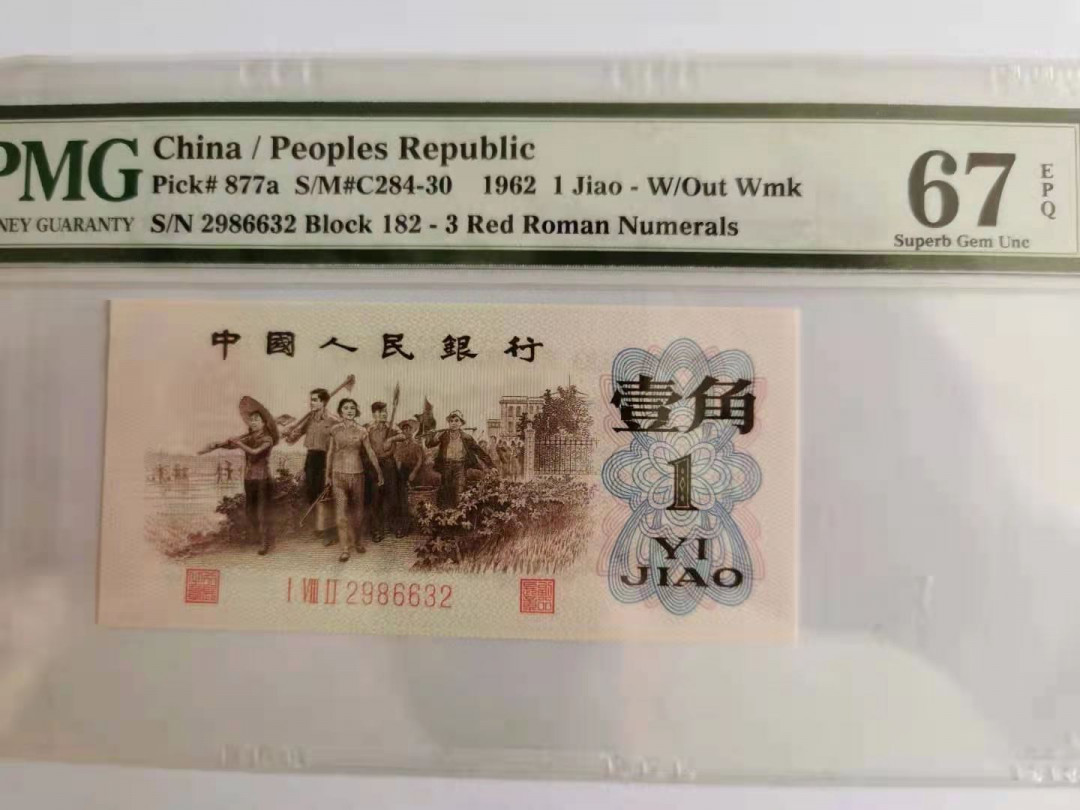 PMG
NEY GUARANTY
China / Peoples Republic
Pick# 877a S/M#C284-30 1962 1 Jiao - W/Out Wmk
S/N 2986632 Block 182 - 3 Red Roman Numerals
67
EPQ
Superb Gem Unc
中國人民銀行
壹角
1
YI
JIAO
I VIII II 2986632